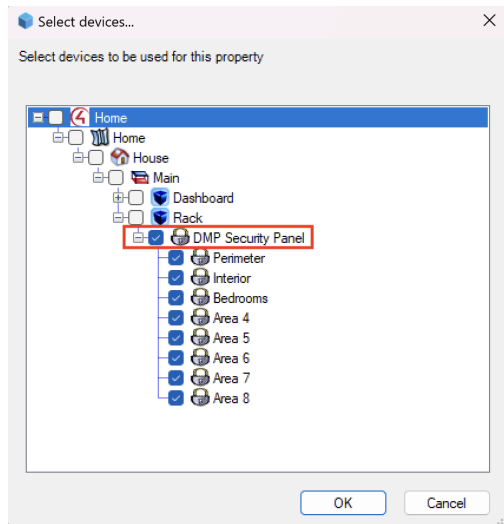 Select devices...
Select devices to be used for this property
Home
Home
House
Main
Dashboard
Rack
DMP Security Panel
Perimeter
Interior
Bedrooms
Area 4
Area 5
Area 6
Area 7
Area 8
OK Cancel